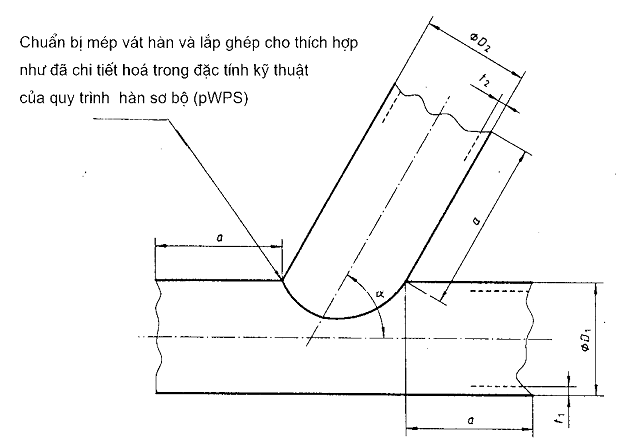 Chuẩn bị mép vát hàn và lắp ghép cho thích hợp
như đã chi tiết hoá trong đặc tính kỹ thuật
của quy trình hàn sơ bộ (pWPS)
ΦD₂
t₂
a
a
α
ΦD₁
t₁
a